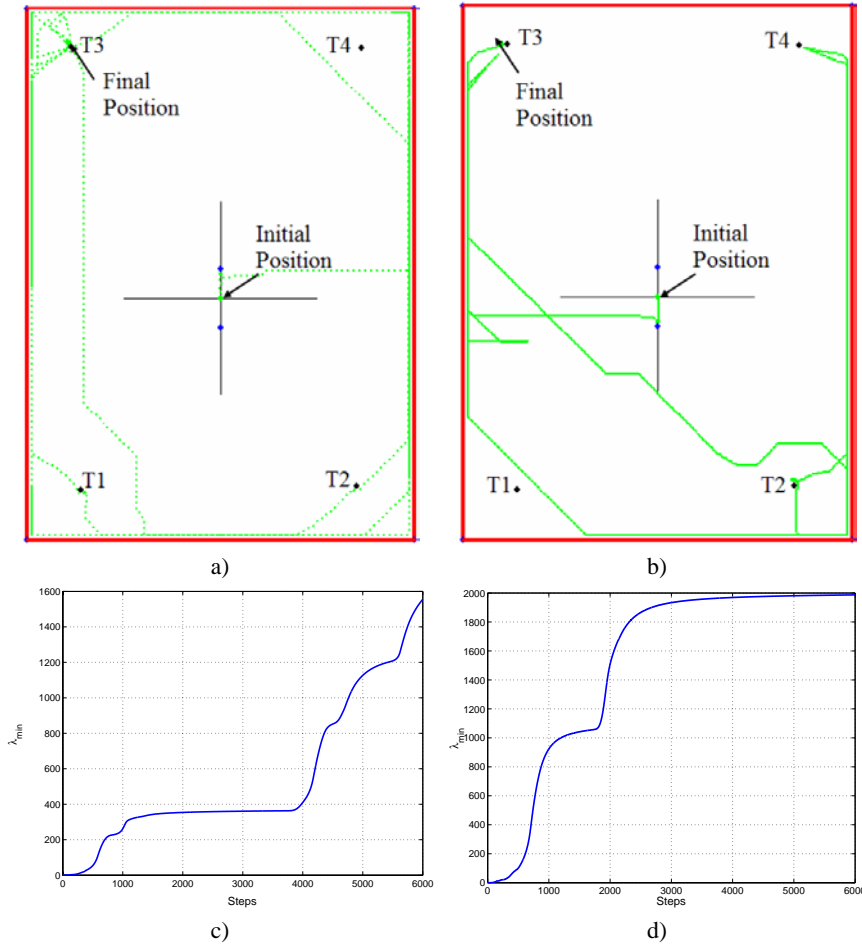 T3
T4
Final
Position
Initial
Position
T1
T2
a)
T3
T4
Final
Position
Initial
Position
T1
T2
b)
1600
1400
1200
1000
800
600
400
200
0
λmin
0 1000 2000 3000 4000 5000 6000
Steps
c)
2000
1800
1600
1400
1200
1000
800
600
400
200
0
λmin
0 1000 2000 3000 4000 5000 6000
Steps
d)